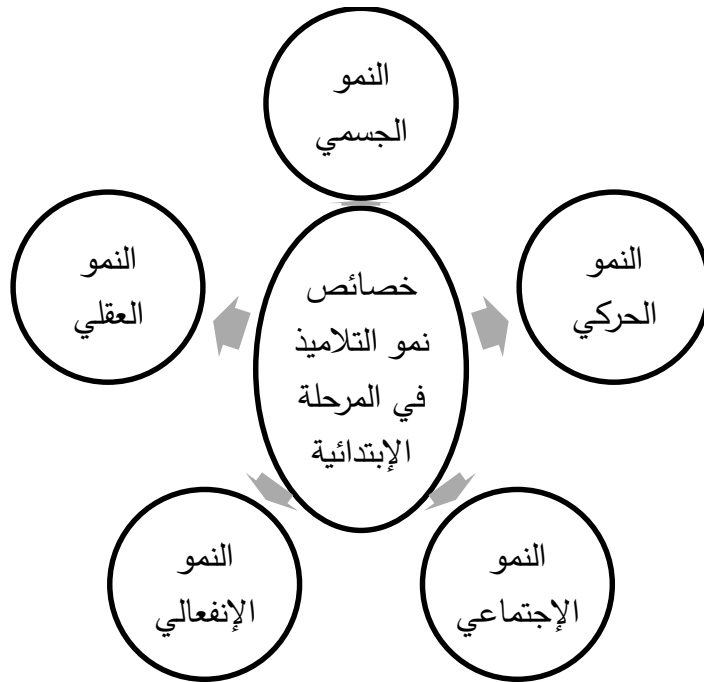 النمو
الجسمي
النمو
الحركي
النمو
العقلي
خصائص
نمو التلاميذ
في المرحلة
الإبتدائية
النمو
الإجتماعي
النمو
الإنفعالي